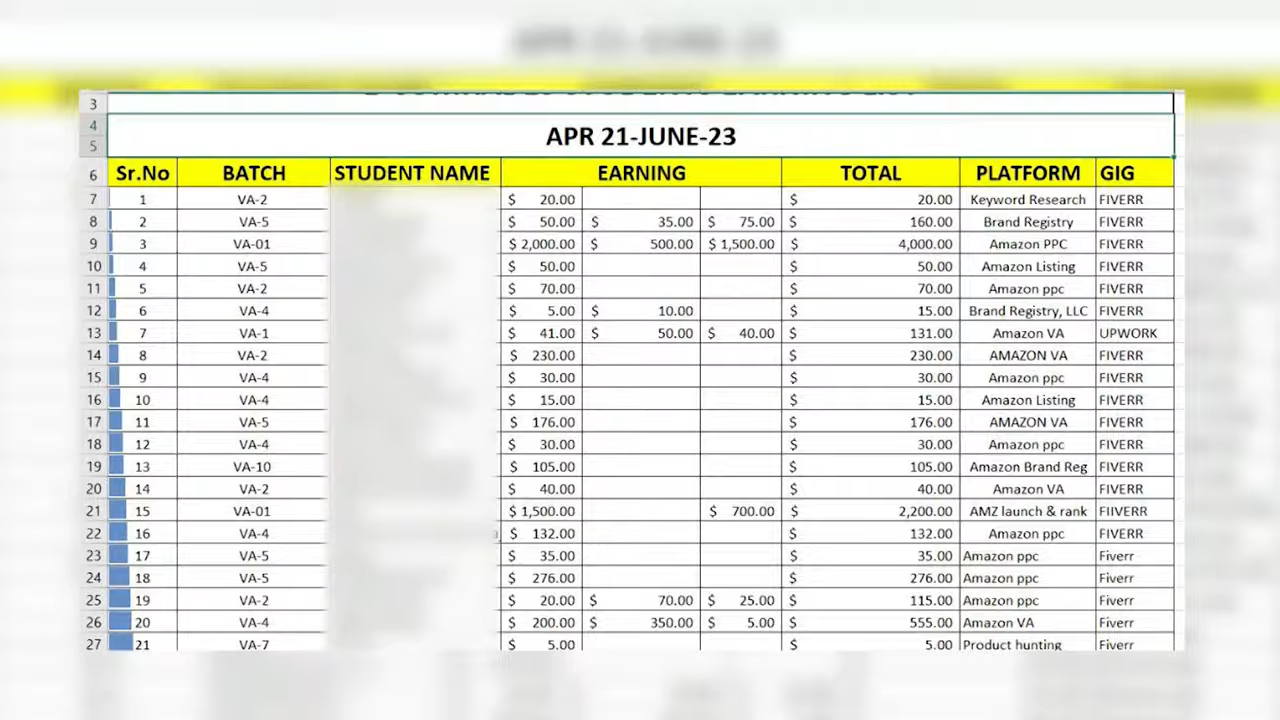 3
4 APR 21-JUNE-23
5
6 Sr.No BATCH STUDENT NAME EARNING TOTAL PLATFORM GIG
7 1 VA-2 $ 20.00 $ 20.00 Keyword Research FIVERR
8 2 VA-5 $ 50.00 $ 35.00 $ 75.00 $ 160.00 Brand Registry FIVERR
9 3 VA-01 $ 2,000.00 $ 500.00 $ 1,500.00 $ 4,000.00 Amazon PPC FIVERR
10 4 VA-5 $ 50.00 $ 50.00 Amazon Listing FIVERR
11 5 VA-2 $ 70.00 $ 70.00 Amazon ppc FIVERR
12 6 VA-4 $ 5.00 $ 10.00 $ 15.00 Brand Registry, LLC FIVERR
13 7 VA-1 $ 41.00 $ 50.00 $ 40.00 $ 131.00 Amazon VA UPWORK
14 8 VA-2 $ 230.00 $ 230.00 AMAZON VA FIVERR
15 9 VA-4 $ 30.00 $ 30.00 Amazon ppc FIVERR
16 10 VA-4 $ 15.00 $ 15.00 Amazon Listing FIVERR
17 11 VA-5 $ 176.00 $ 176.00 AMAZON VA FIVERR
18 12 VA-4 $ 30.00 $ 30.00 Amazon ppc FIVERR
19 13 VA-10 $ 105.00 $ 105.00 Amazon Brand Reg FIVERR
20 14 VA-2 $ 40.00 $ 40.00 Amazon VA FIVERR
21 15 VA-01 $ 1,500.00 $ 700.00 $ 2,200.00 AMZ launch & rank FIIVERR
22 16 VA-4 $ 132.00 $ 132.00 Amazon ppc FIVERR
23 17 VA-5 $ 35.00 $ 35.00 Amazon ppc Fiverr
24 18 VA-5 $ 276.00 $ 276.00 Amazon ppc Fiverr
25 19 VA-2 $ 20.00 $ 70.00 $ 25.00 $ 115.00 Amazon ppc Fiverr
26 20 VA-4 $ 200.00 $ 350.00 $ 5.00 $ 555.00 Amazon VA Fiverr
27 21 VA-7 $ 5.00 $ 5.00 Product hunting Fiverr